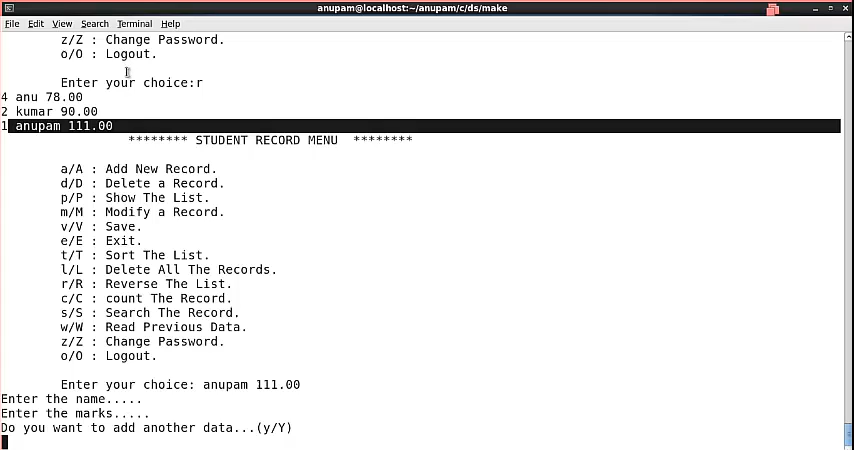 anupam@localhost:~/anupam/c/ds/make
File Edit View Search Terminal Help
z/Z : Change Password.
o/O : Logout.
Enter your choice:r
4 anu 78.00
2 kumar 90.00
1 anupam 111.00
******** STUDENT RECORD MENU ********
a/A : Add New Record.
d/D : Delete a Record.
p/P : Show The List.
m/M : Modify a Record.
v/V : Save.
e/E : Exit.
t/T : Sort The List.
l/L : Delete All The Records.
r/R : Reverse The List.
c/C : count The Record.
s/S : Search The Record.
w/W : Read Previous Data.
z/Z : Change Password.
o/O : Logout.
Enter your choice: anupam 111.00
Enter the name.....
Enter the marks.....
Do you want to add another data...(y/Y)